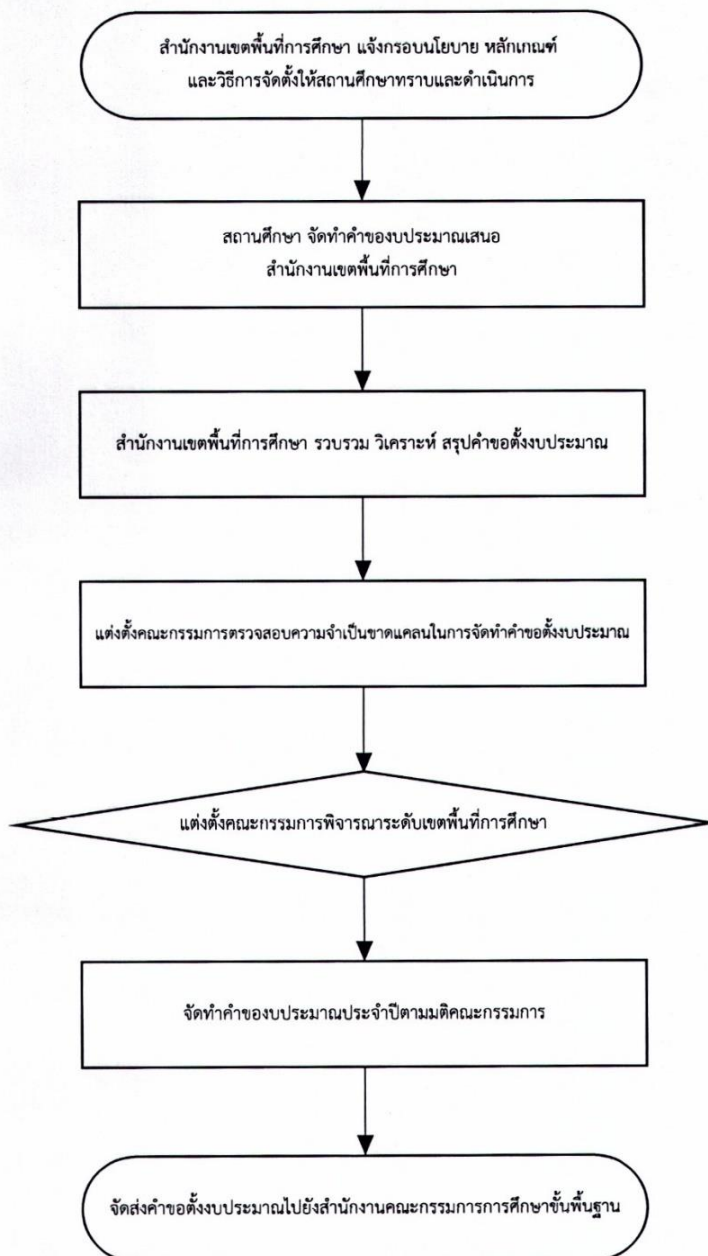 สำนักงานเขตพื้นที่การศึกษา แจ้งกรอบนโยบาย หลักเกณฑ์
และวิธีการจัดตั้งให้สถานศึกษาทราบและดำเนินการ
สถานศึกษา จัดทำคำของบประมาณเสนอ
สำนักงานเขตพื้นที่การศึกษา
สำนักงานเขตพื้นที่การศึกษา รวบรวม วิเคราะห์ สรุปคำขอตั้งงบประมาณ
แต่งตั้งคณะกรรมการตรวจสอบความจำเป็นขาดแคลนในการจัดทำคำขอตั้งงบประมาณ
แต่งตั้งคณะกรรมการพิจารณาระดับเขตพื้นที่การศึกษา
จัดทำคำของบประมาณประจำปีตามมติคณะกรรมการ
จัดส่งคำขอตั้งงบประมาณไปยังสำนักงานคณะกรรมการการศึกษาขั้นพื้นฐาน